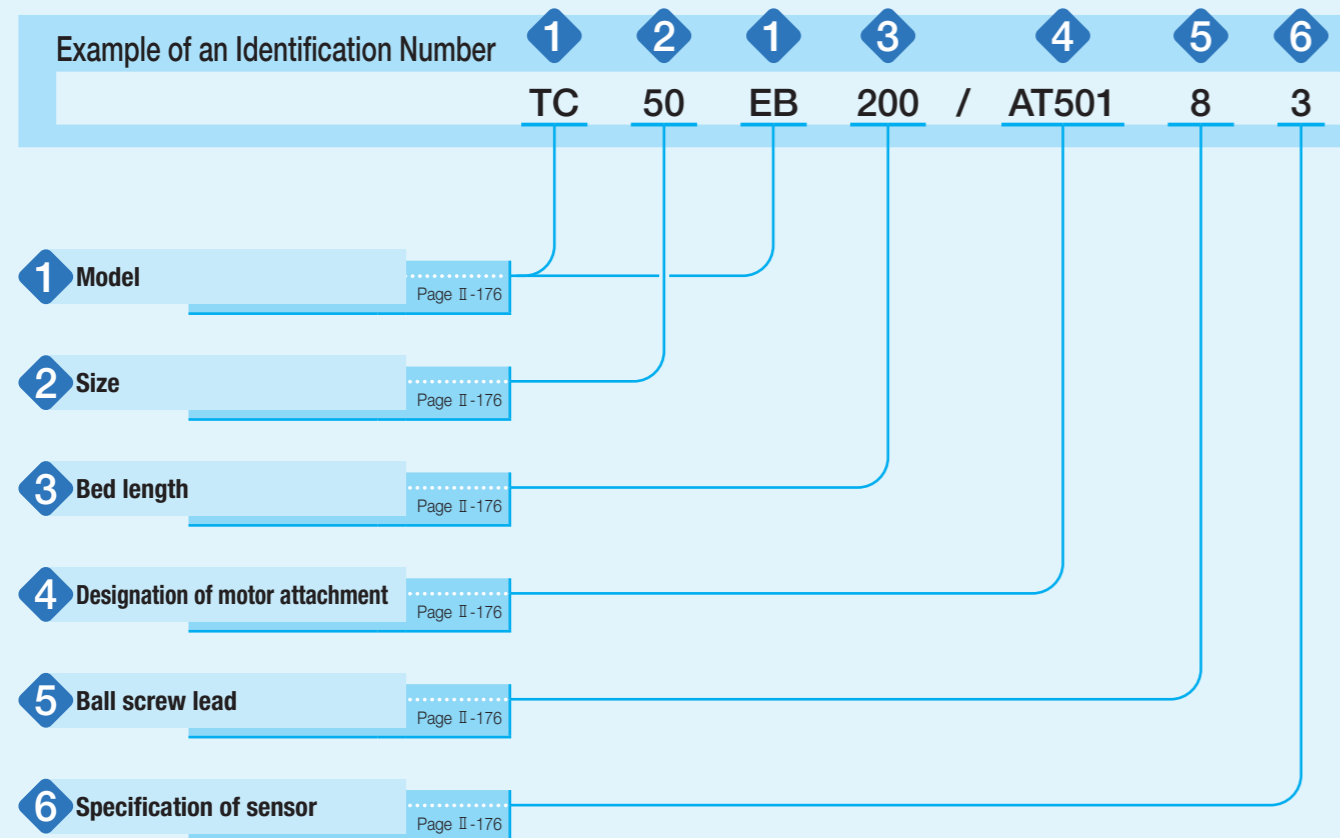 Example of an Identification Number 1 2 1 3 4 5 6
TC 50 EB 200 / AT501 8 3
1 Model
Page Ⅱ-176
2 Size
Page Ⅱ-176
3 Bed length
Page Ⅱ-176
4 Designation of motor attachment
Page Ⅱ-176
5 Ball screw lead
Page Ⅱ-176
6 Specification of sensor
Page Ⅱ-176